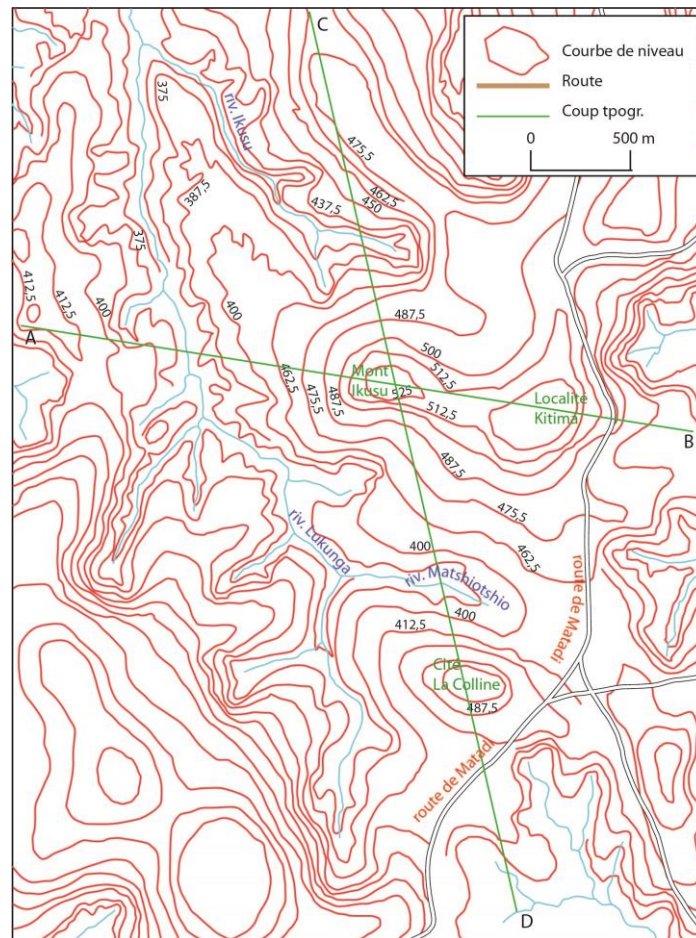 C
Courbe de niveau
Route
Coup tpogr.
0 500 m
375
riv. Ikusu
475,5
462,5
450
387,5
437,5
375
412,5
412,5
400
400
A
487,5
500
512,5
Mont
Ikusu
525
462,5
475,5
487,5
512,5
Localité
Kitima
B
487,5
475,5
400
462,5
riv. Lukunga
riv. Matshiotshio
400
route de Matadi
412,5
Cité
La Colline
487,5
route de Matadi
D